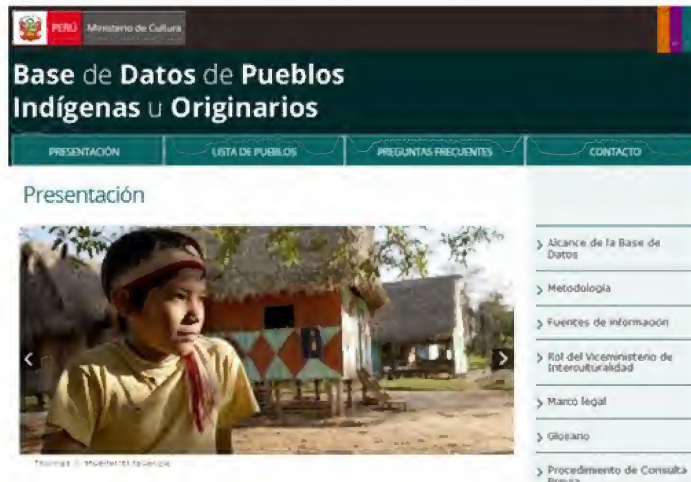 PERÚ
Ministerio de Cultura
Base de Datos de Pueblos
Indígenas u Originarios
PRESENTACIÓN
LISTA DE PUEBLOS
PREGUNTAS FRECUENTES
CONTACTO
Presentación
Alcance de la Base de
Datos
Metodología
Fuentes de información
Rol del Viceministerio de
Interculturalidad
Marco legal
Glosario
Procedimiento de Consulta
Previa